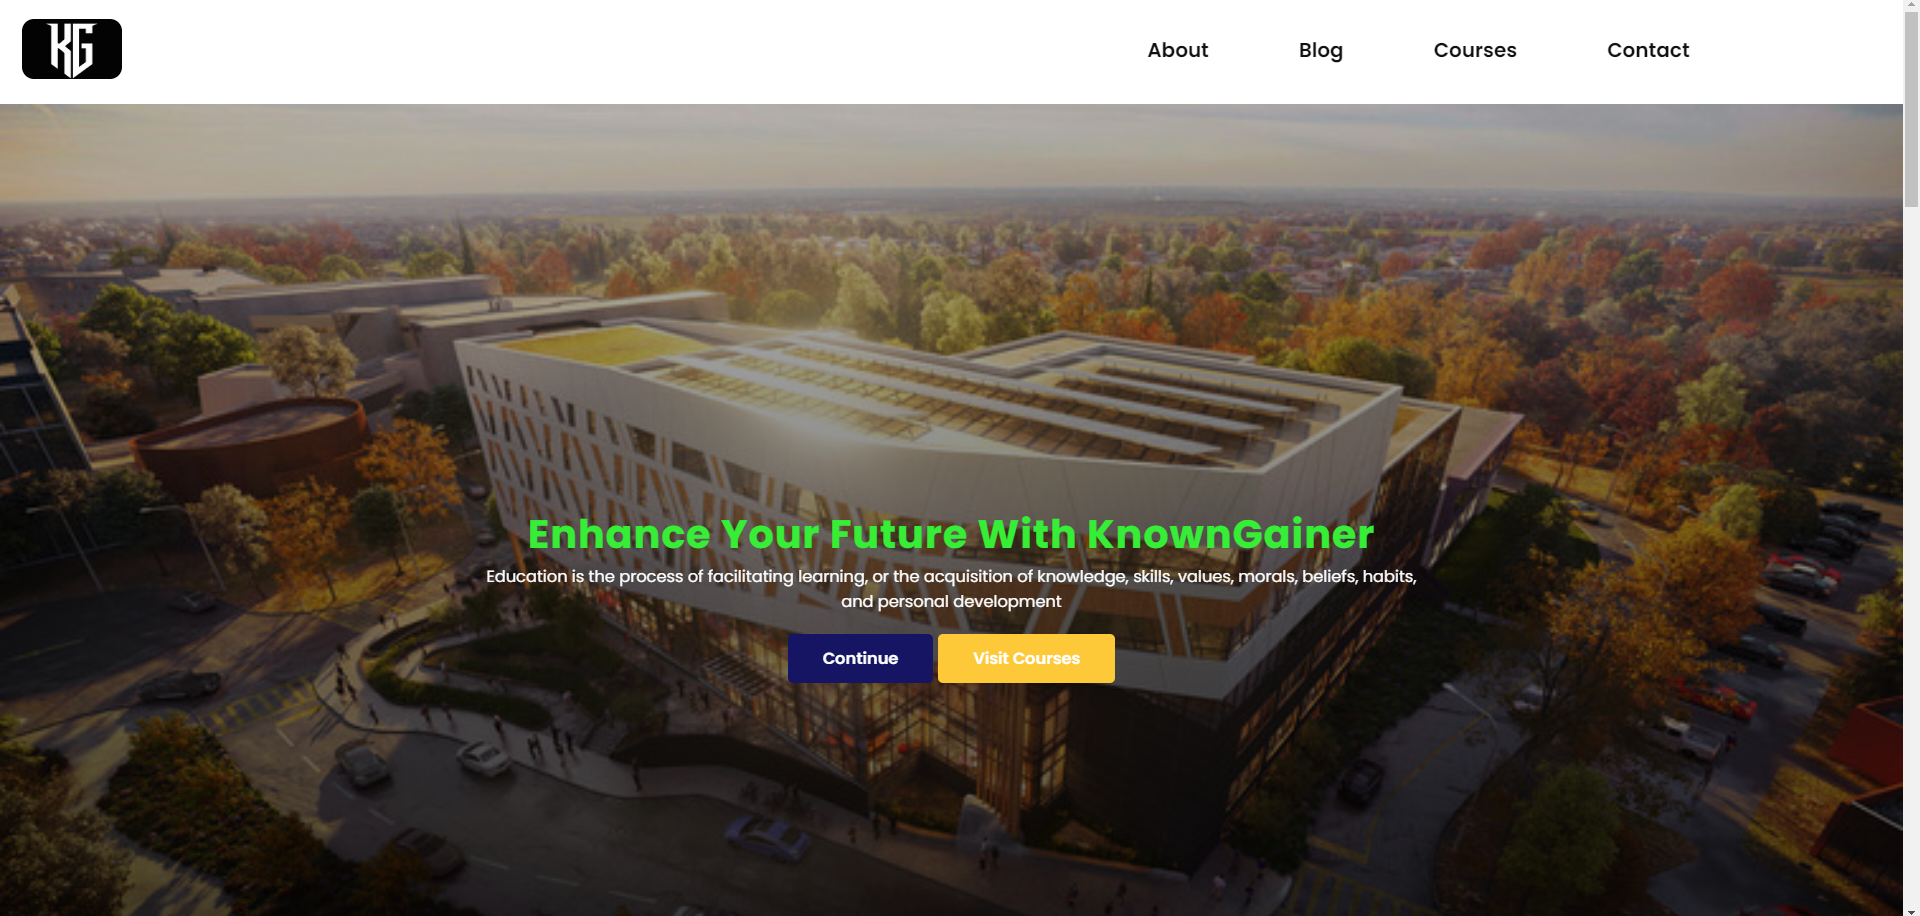 KG
About
Blog
Courses
Contact
Enhance Your Future With KnownGainer
Education is the process of facilitating learning, or the acquisition of knowledge, skills, values, morals, beliefs, habits,
and personal development
Continue
Visit Courses